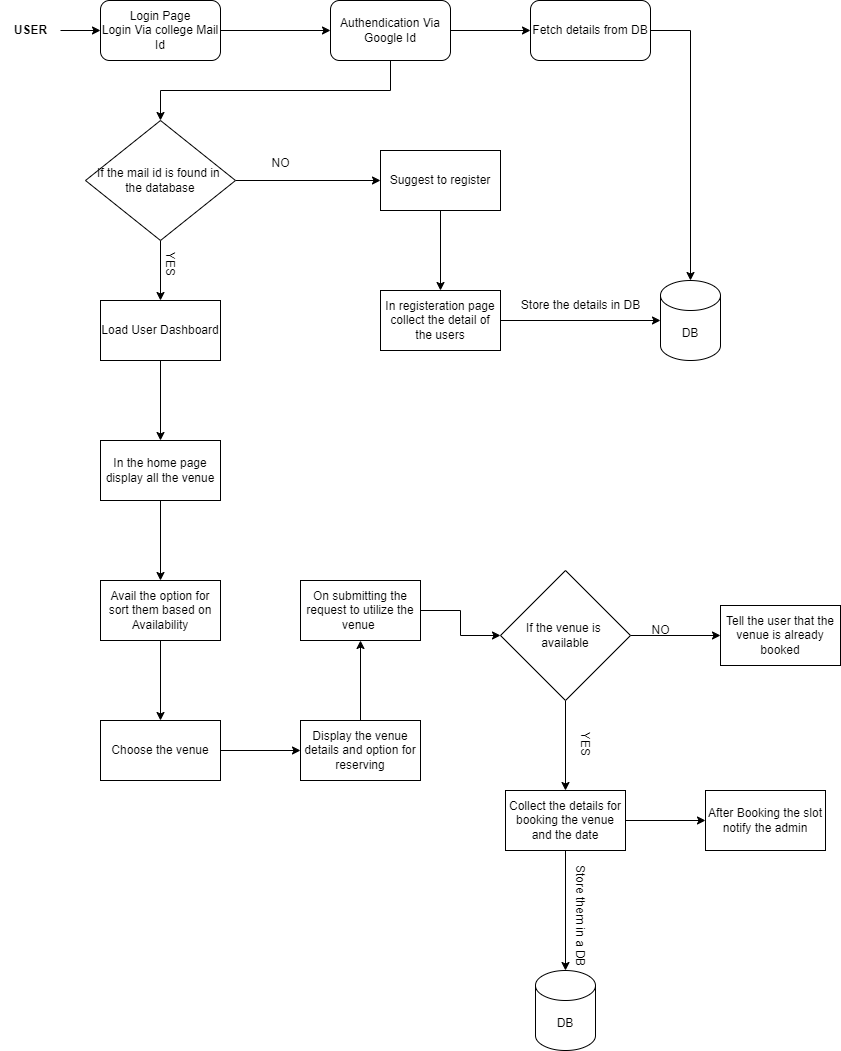 USER
Login Page
Login Via college Mail
Id
Authendication Via
Google Id
Fetch details from DB
If the mail id is found in
the database
NO
Suggest to register
YES
In registeration page
collect the detail of
the users
Store the details in DB
DB
Load User Dashboard
In the home page
display all the venue
Avail the option for
sort them based on
Availability
On submitting the
request to utilize the
venue
If the venue is
available
NO
Tell the user that the
venue is already
booked
Choose the venue
Display the venue
details and option for
reserving
YES
Collect the details for
booking the venue
and the date
After Booking the slot
notify the admin
Store them in a DB
DB